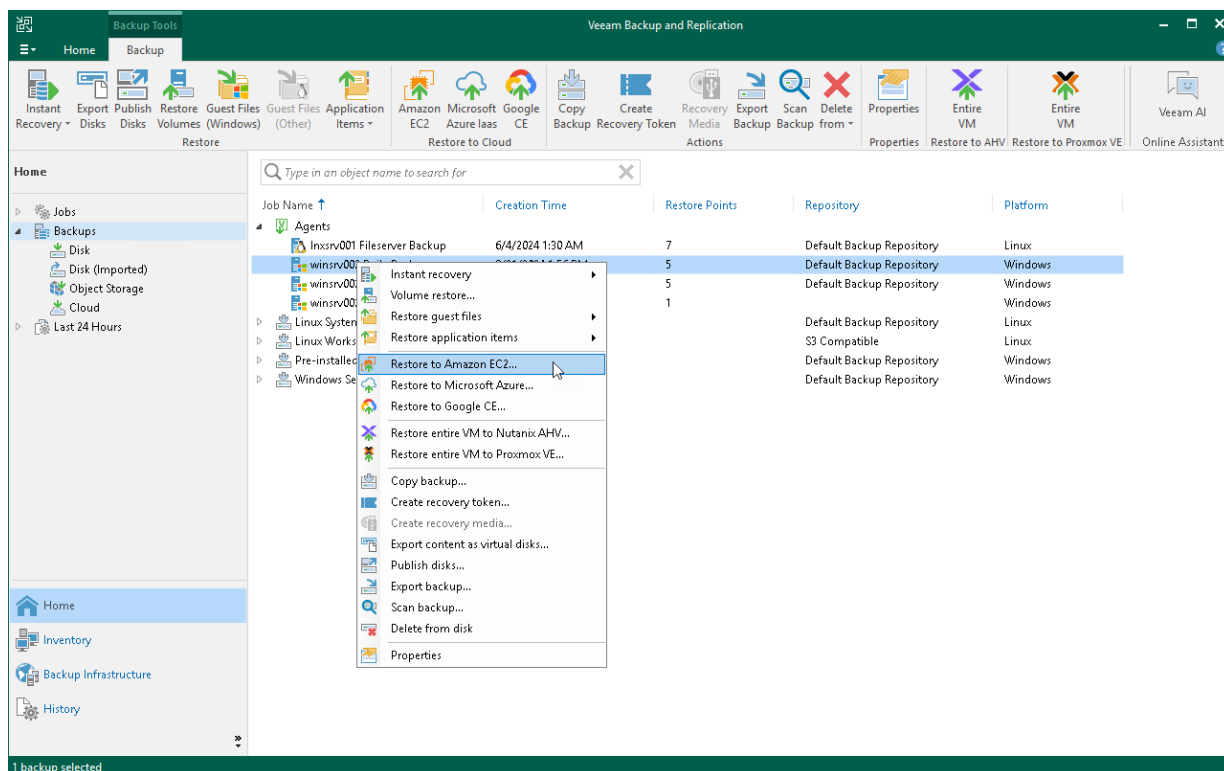 Backup Tools
Veeam Backup and Replication
Home Backup
Instant Recovery
Export Disks
Publish Disks
Restore Volumes
Guest Files (Windows)
Guest Files (Other)
Application Items
Amazon EC2
Microsoft Azure Iaas
Google CE
Copy Backup
Create Recovery Token
Recovery Media
Export Backup
Scan Backup
Delete from
Properties
Entire VM
Entire VM
Veeam AI
Restore
Restore to Cloud
Actions
Properties
Restore to AHV
Restore to Proxmox VE
Online Assistant
Home
Jobs
Backups
Disk
Disk (Imported)
Object Storage
Cloud
Last 24 Hours
Type in an object name to search for
Job Name Creation Time Restore Points Repository Platform
Agents
lnxsrv001 Fileserver Backup 6/4/2024 1:30 AM 7 Default Backup Repository Linux
5 Default Backup Repository Windows
5 Default Backup Repository Windows
1 Windows
Linux System Default Backup Repository Linux
Linux Works S3 Compatible Linux
Pre-installed Default Backup Repository Windows
Windows Se Default Backup Repository Windows
Instant recovery
Volume restore...
Restore guest files
Restore application items
Restore to Amazon EC2...
Restore to Microsoft Azure...
Restore to Google CE...
Restore entire VM to Nutanix AHV...
Restore entire VM to Proxmox VE...
Copy backup...
Create recovery token...
Create recovery media...
Export content as virtual disks...
Publish disks...
Export backup...
Scan backup...
Delete from disk
Properties
Home
Inventory
Backup Infrastructure
History
1 backup selected